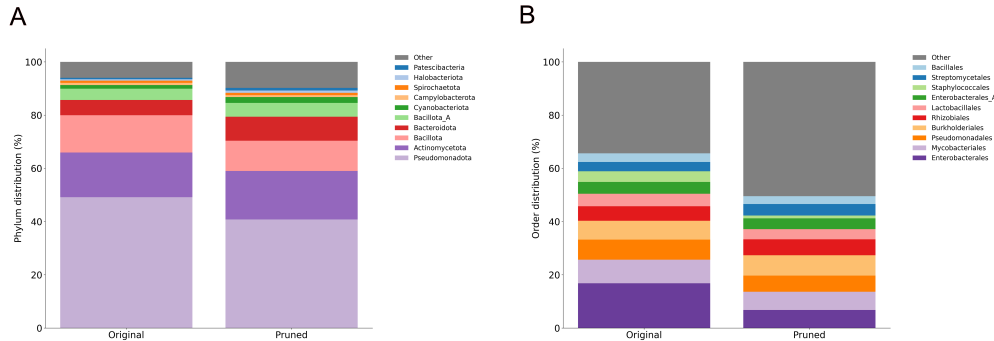 A
Phylum distribution (%)
100
80
60
40
20
0
Original
Pruned
Other
Patescibacteria
Halobacteriota
Spirochaetota
Campylobacterota
Cyanobacteriota
Bacillota_A
Bacteroidota
Bacillota
Actinomycetota
Pseudomonadota
B
Order distribution (%)
100
80
60
40
20
0
Original
Pruned
Other
Bacillales
Streptomycetales
Staphylococcales
Enterobacterales_A
Lactobacillales
Rhizobiales
Burkholderiales
Pseudomonadales
Mycobacteriales
Enterobacterales